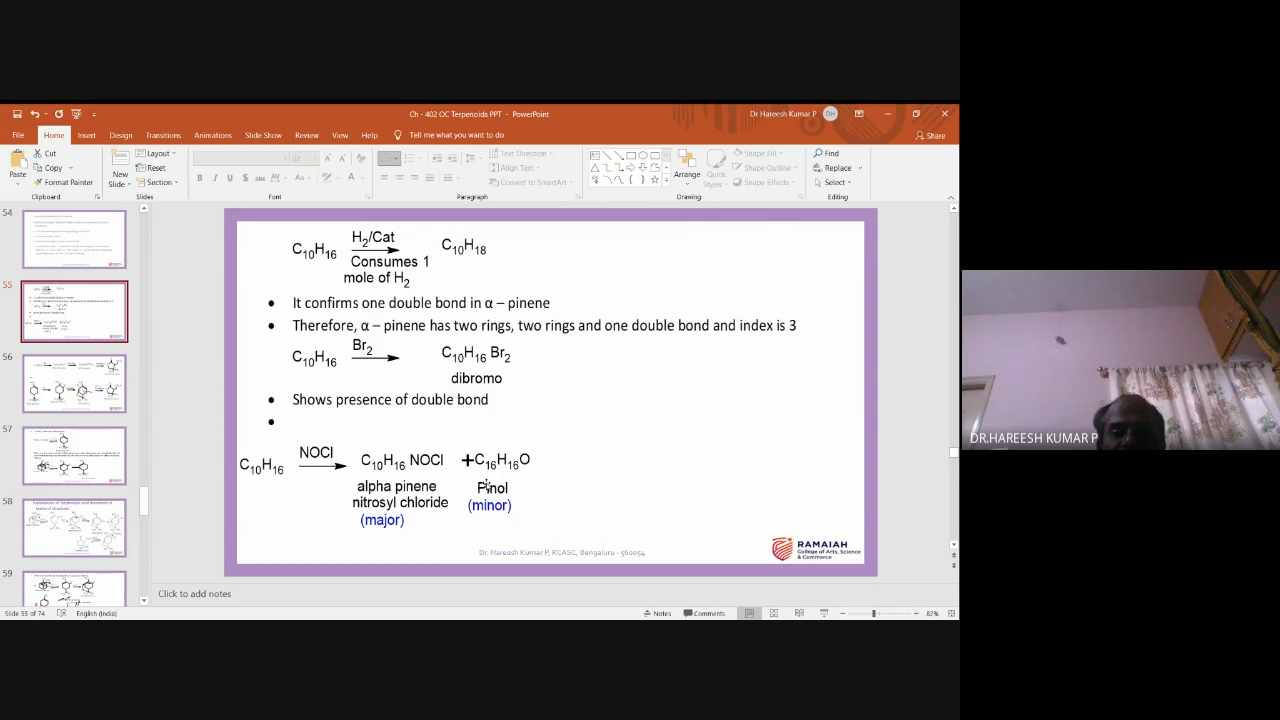 Ch - 402 OC Terpenoids PPT - PowerPoint
Dr Hareesh Kumar P DH
File Home Insert Design Transitions Animations Slide Show Review View Help Tell me what you want to do Share
Paste Cut Copy Format Painter
New Slide Layout Reset Section
Text Direction Align Text Convert to SmartArt
Arrange Quick Styles Shape Fill Shape Outline Shape Effects
Find Replace Select
Clipboard Slides Font Paragraph Drawing Editing
54
55
56
57
58
59
C10H16 H2/Cat C10H18
Consumes 1
mole of H2
• It confirms one double bond in α – pinene
• Therefore, α – pinene has two rings, two rings and one double bond and index is 3
C10H16 Br2 C10H16 Br2
dibromo
• Shows presence of double bond
•
C10H16 NOCl C10H16 NOCl +C16H16O
alpha pinene Pinol
nitrosyl chloride (minor)
(major)
Dr. Hareesh Kumar P, RCASC, Bengaluru - 560054
RAMAIAH
College of Arts, Science
& Commerce
Click to add notes
Slide 55 of 74 English (India) Notes Comments 82%
DR.HAREESH KUMAR P